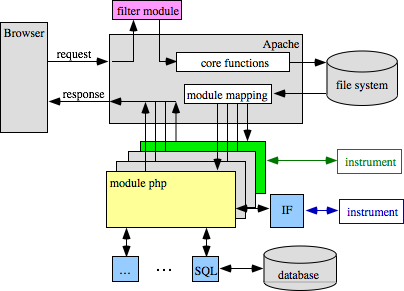 filter module
Browser
Apache
request
core functions
file system
response
module mapping
instrument
module php
IF
instrument
...
...
SQL
database